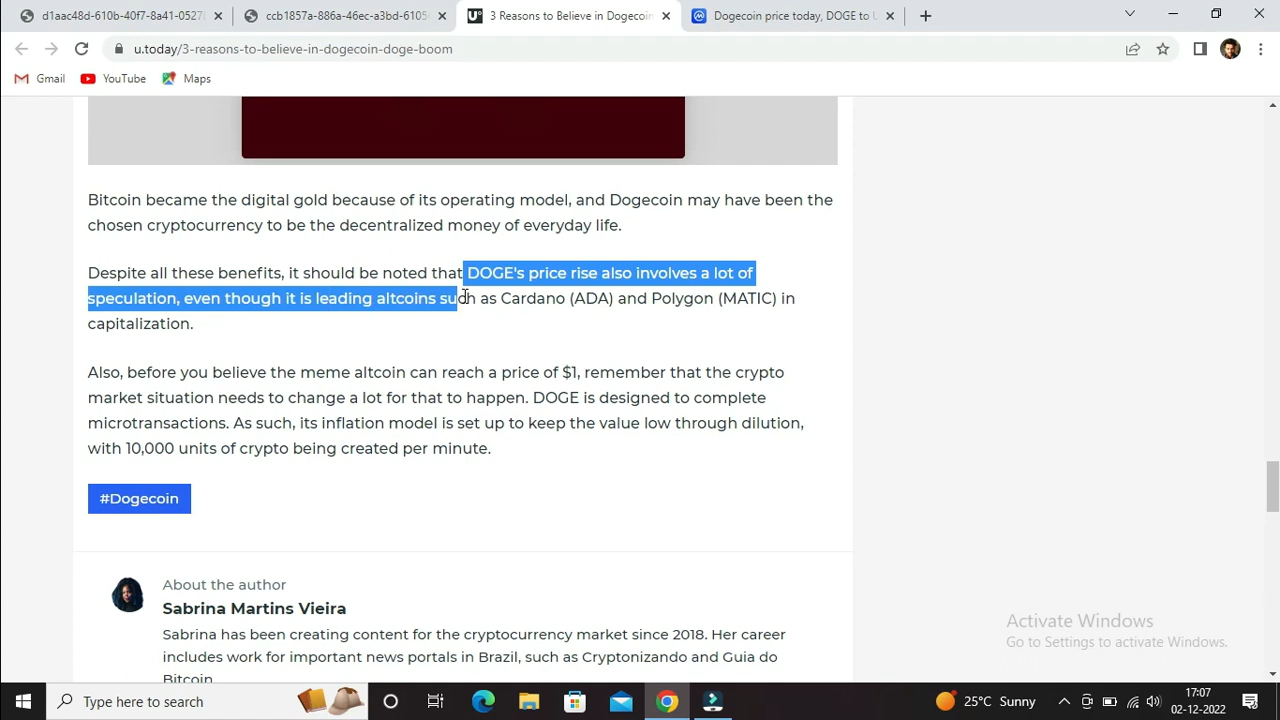 d1aac48d-610b-40f7-8a41-0527
ccb1857a-886a-46ec-a3bd-6105
U°
3 Reasons to Believe in Dogecoin
Dogecoin price today, DOGE to U
u.today/3-reasons-to-believe-in-dogecoin-doge-boom
Gmail
YouTube
Maps
Bitcoin became the digital gold because of its operating model, and Dogecoin may have been the
chosen cryptocurrency to be the decentralized money of everyday life.
Despite all these benefits, it should be noted that DOGE's price rise also involves a lot of
speculation, even though it is leading altcoins such as Cardano (ADA) and Polygon (MATIC) in
capitalization.
Also, before you believe the meme altcoin can reach a price of $1, remember that the crypto
market situation needs to change a lot for that to happen. DOGE is designed to complete
microtransactions. As such, its inflation model is set up to keep the value low through dilution,
with 10,000 units of crypto being created per minute.
#Dogecoin
About the author
Sabrina Martins Vieira
Sabrina has been creating content for the cryptocurrency market since 2018. Her career
includes work for important news portals in Brazil, such as Cryptonizando and Guia do
Bitcoin.
Activate Windows
Go to Settings to activate Windows.
Type here to search
25°C Sunny
17:07
02-12-2022